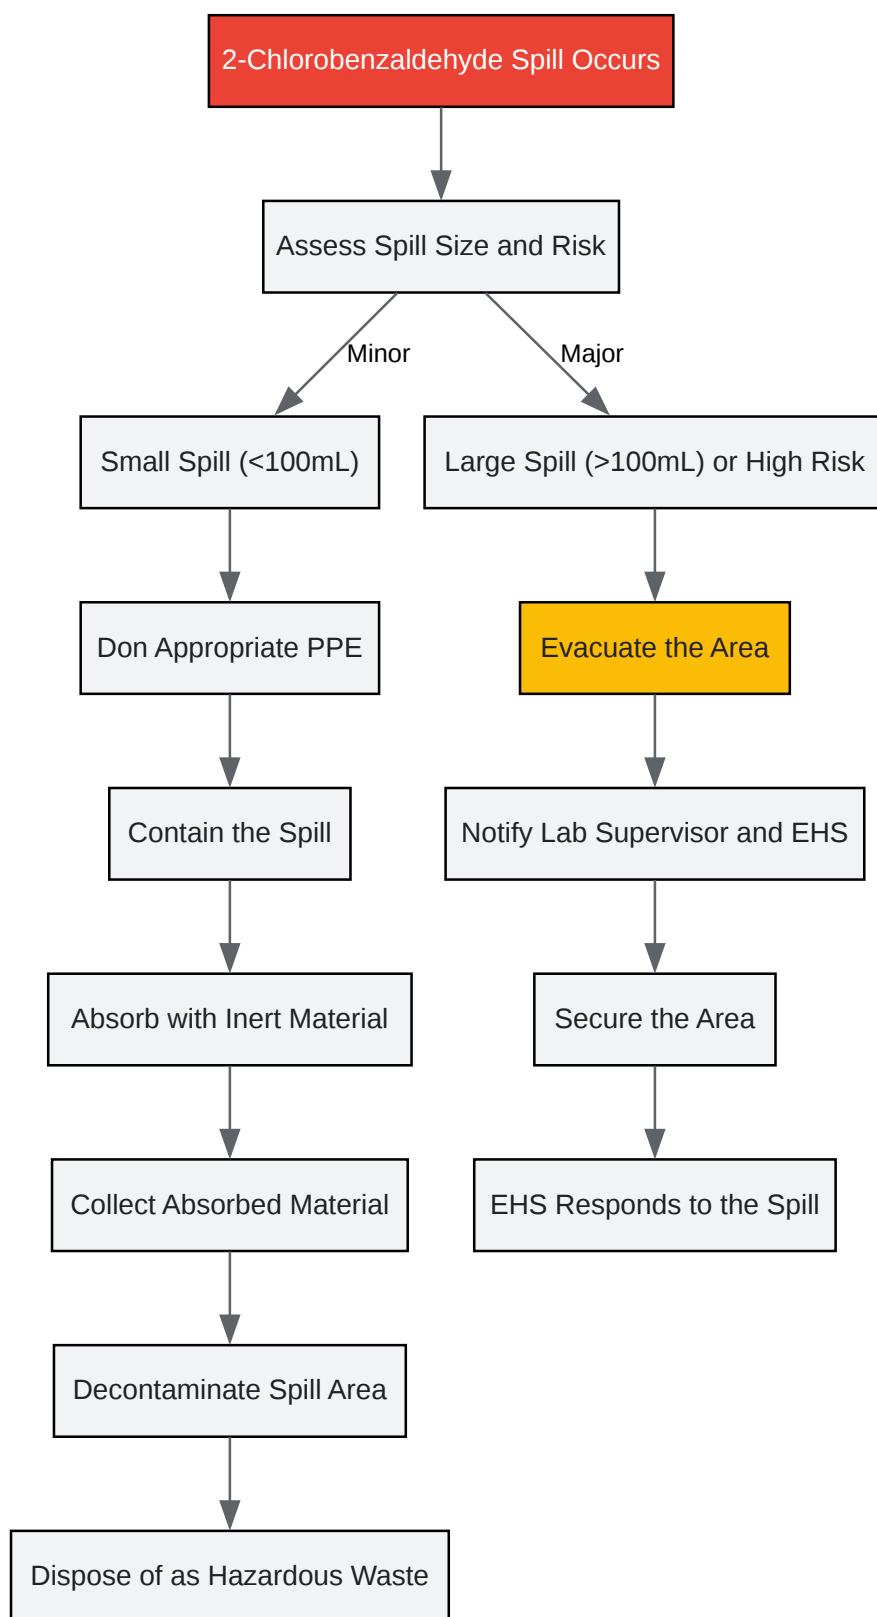 2-Chlorobenzaldehyde Spill Occurs
Assess Spill Size and Risk
Minor
Major
Small Spill (<100mL)
Large Spill (>100mL) or High Risk
Don Appropriate PPE
Evacuate the Area
Contain the Spill
Notify Lab Supervisor and EHS
Absorb with Inert Material
Secure the Area
Collect Absorbed Material
EHS Responds to the Spill
Decontaminate Spill Area
Dispose of as Hazardous Waste